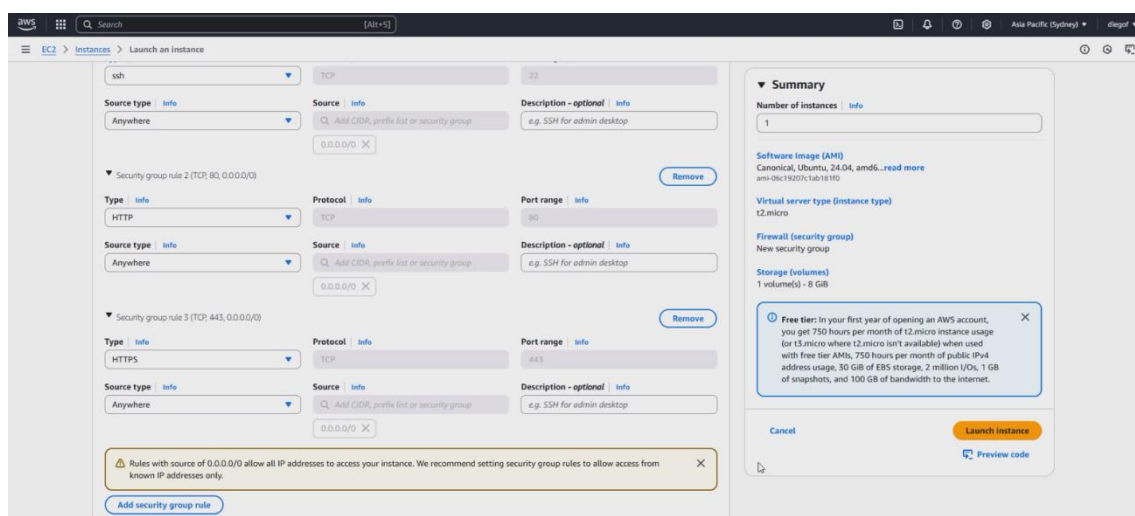 aws
Search
[Alt+S]
Asia Pacific (Sydney)
diegof
EC2 > Instances > Launch an instance
ssh
TCP
22
Source type | Info
Source | Info
Description - optional | Info
Anywhere
Add CIDR, prefix list or security group
e.g. SSH for admin desktop
0.0.0.0/0
Security group rule 2 (TCP, 80, 0.0.0.0/0)
Remove
Type | Info
Protocol | Info
Port range | Info
HTTP
TCP
80
Source type | Info
Source | Info
Description - optional | Info
Anywhere
Add CIDR, prefix list or security group
e.g. SSH for admin desktop
0.0.0.0/0
Security group rule 3 (TCP, 443, 0.0.0.0/0)
Remove
Type | Info
Protocol | Info
Port range | Info
HTTPS
TCP
443
Source type | Info
Source | Info
Description - optional | Info
Anywhere
Add CIDR, prefix list or security group
e.g. SSH for admin desktop
0.0.0.0/0
Rules with source of 0.0.0.0/0 allow all IP addresses to access your instance. We recommend setting security group rules to allow access from
known IP addresses only.
Add security group rule
Summary
Number of instances | Info
1
Software Image (AMI)
Canonical, Ubuntu, 24.04, amd6...read more
ami-06c19207c1ab181f0
Virtual server type (instance type)
t2.micro
Firewall (security group)
New security group
Storage (volumes)
1 volume(s) - 8 GiB
Free tier: In your first year of opening an AWS account,
you get 750 hours per month of t2.micro instance usage
(or t3.micro where t2.micro isn't available) when used
with free tier AMIs, 750 hours per month of public IPv4
address usage, 30 GiB of EBS storage, 2 million I/Os, 1 GB
of snapshots, and 100 GB of bandwidth to the internet.
Cancel
Launch instance
Preview code